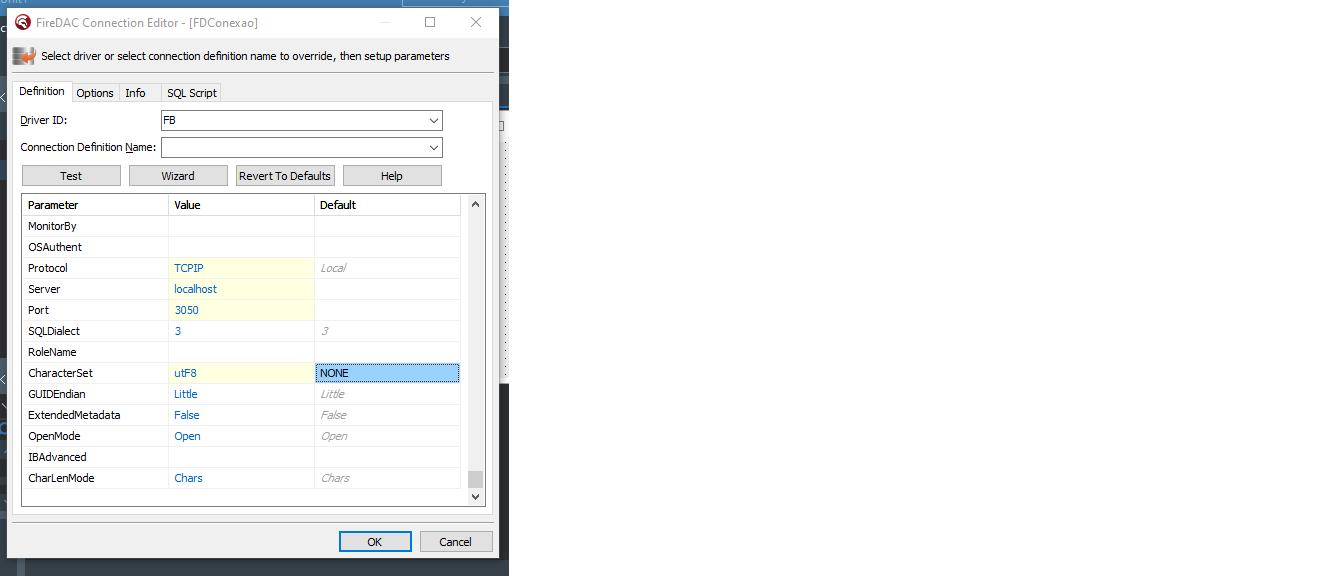 FireDAC Connection Editor - [FDConexao]
Select driver or select connection definition name to override, then setup parameters
Definition Options Info SQL Script
Driver ID: FB
Connection Definition Name:
Test Wizard Revert To Defaults Help
Parameter Value Default
MonitorBy
OSAuthent
Protocol TCPIP Local
Server localhost
Port 3050
SQLDialect 3 3
RoleName
CharacterSet utF8 NONE
GUIDEndian Little Little
ExtendedMetadata False False
OpenMode Open Open
IBAdvanced
CharLenMode Chars Chars
OK Cancel